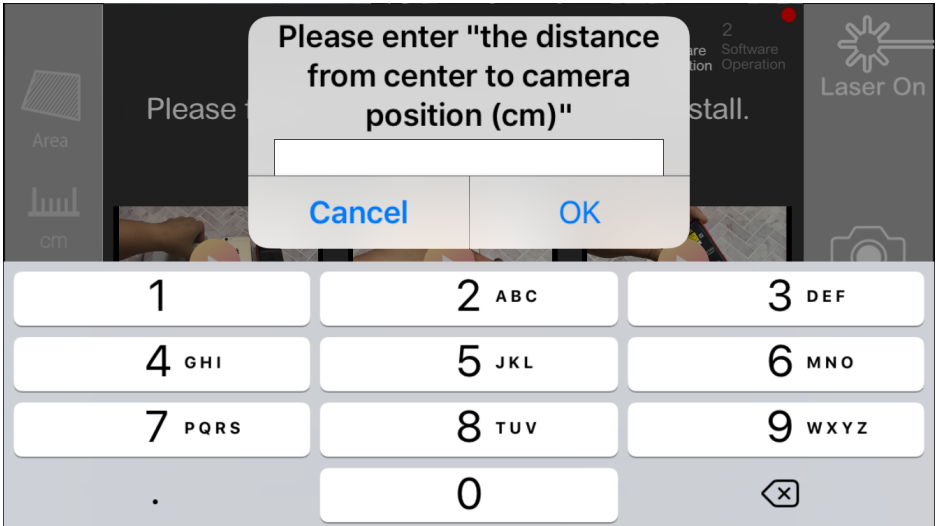 Please enter "the distance
from center to camera
position (cm)"
Cancel
OK
2
Software
Operation
Laser On
Please
stall.
Area
cm
1
2 ABC
3 DEF
4 GHI
5 JKL
6 MNO
7 PQRS
8 TUV
9 WXYZ
.
0